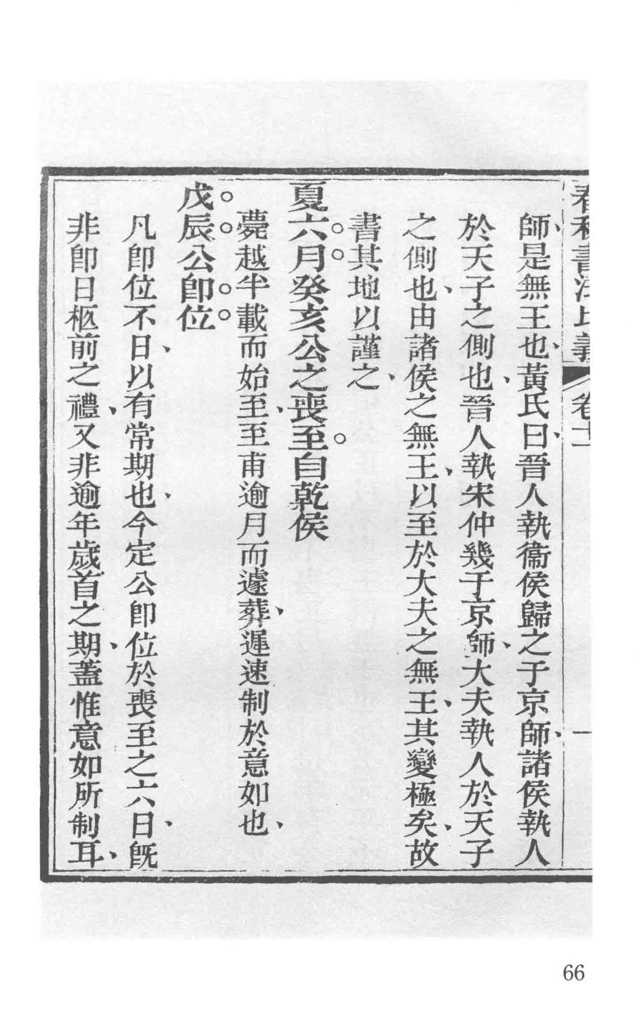 春秋書法鉤義 卷十一 一
師是無王也、黃氏曰、晉人執衞侯歸之于京師、諸侯執人
於天子之側也、晉人執宋仲幾于京師、大夫執人於天子
之側也、由諸侯之無王、以至於大夫之無王、其變極矣、故
書其地以謹之、
夏六月癸亥公之喪至自乾侯
薨越半載而始至、至甫逾月而遽葬、遲速制於意如也、
戊辰公卽位
凡卽位不日、以有常期也、今定公卽位於喪至之六日、旣
非卽日柩前之禮、又非逾年歲首之期、蓋惟意如所制耳、
66